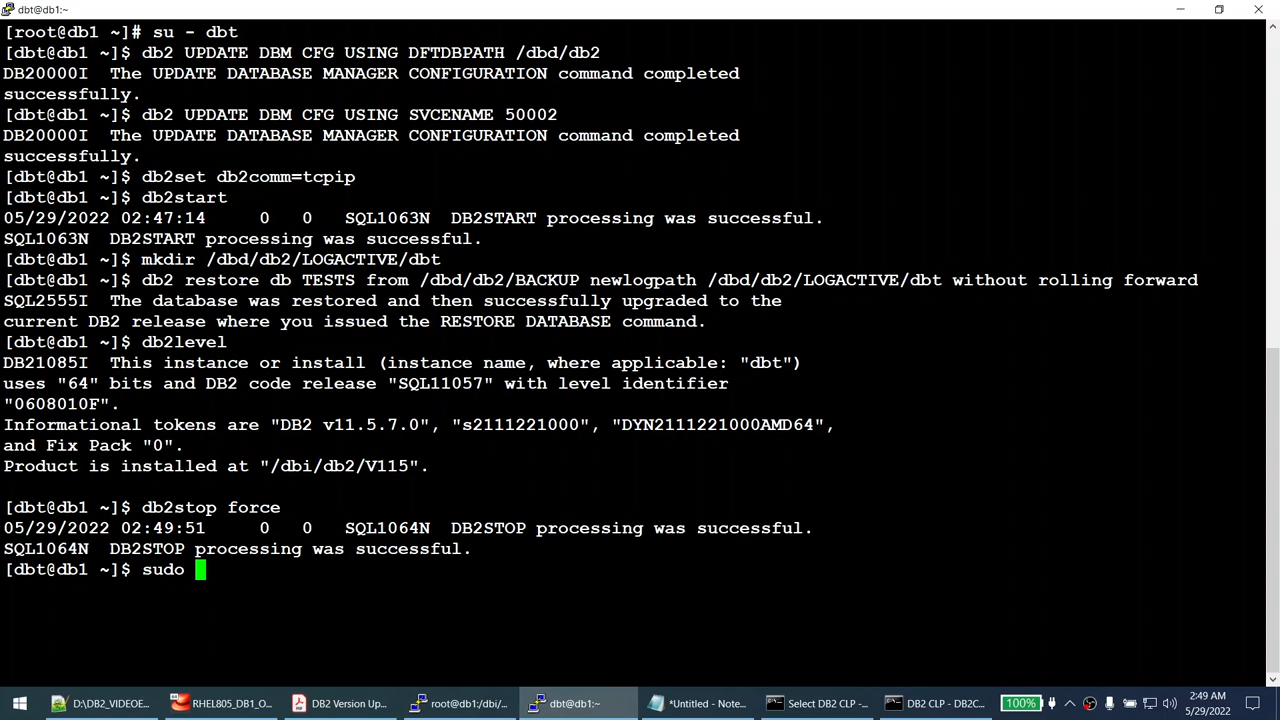 dbt@db1:~
[root@db1 ~]# su - dbt
[dbt@db1 ~]$ db2 UPDATE DBM CFG USING DFTDBPATH /dbd/db2
DB20000I  The UPDATE DATABASE MANAGER CONFIGURATION command completed
successfully.
[dbt@db1 ~]$ db2 UPDATE DBM CFG USING SVCENAME 50002
DB20000I  The UPDATE DATABASE MANAGER CONFIGURATION command completed
successfully.
[dbt@db1 ~]$ db2set db2comm=tcpip
[dbt@db1 ~]$ db2start
05/29/2022 02:47:14     0   0   SQL1063N  DB2START processing was successful.
SQL1063N  DB2START processing was successful.
[dbt@db1 ~]$ mkdir /dbd/db2/LOGACTIVE/dbt
[dbt@db1 ~]$ db2 restore db TESTS from /dbd/db2/BACKUP newlogpath /dbd/db2/LOGACTIVE/dbt without rolling forward
SQL2555I  The database was restored and then successfully upgraded to the
current DB2 release where you issued the RESTORE DATABASE command.
[dbt@db1 ~]$ db2level
DB21085I  This instance or install (instance name, where applicable: "dbt")
uses "64" bits and DB2 code release "SQL11057" with level identifier
"0608010F".
Informational tokens are "DB2 v11.5.7.0", "s2111221000", "DYN2111221000AMD64",
and Fix Pack "0".
Product is installed at "/dbi/db2/V115".
[dbt@db1 ~]$ db2stop force
05/29/2022 02:49:51     0   0   SQL1064N  DB2STOP processing was successful.
SQL1064N  DB2STOP processing was successful.
[dbt@db1 ~]$ sudo
D:\DB2_VIDEOE...
RHEL805_DB1_O...
DB2 Version Up...
root@db1:/dbi/...
dbt@db1:~
*Untitled - Note...
Select DB2 CLP -...
DB2 CLP - DB2C...
100%
2:49 AM
5/29/2022